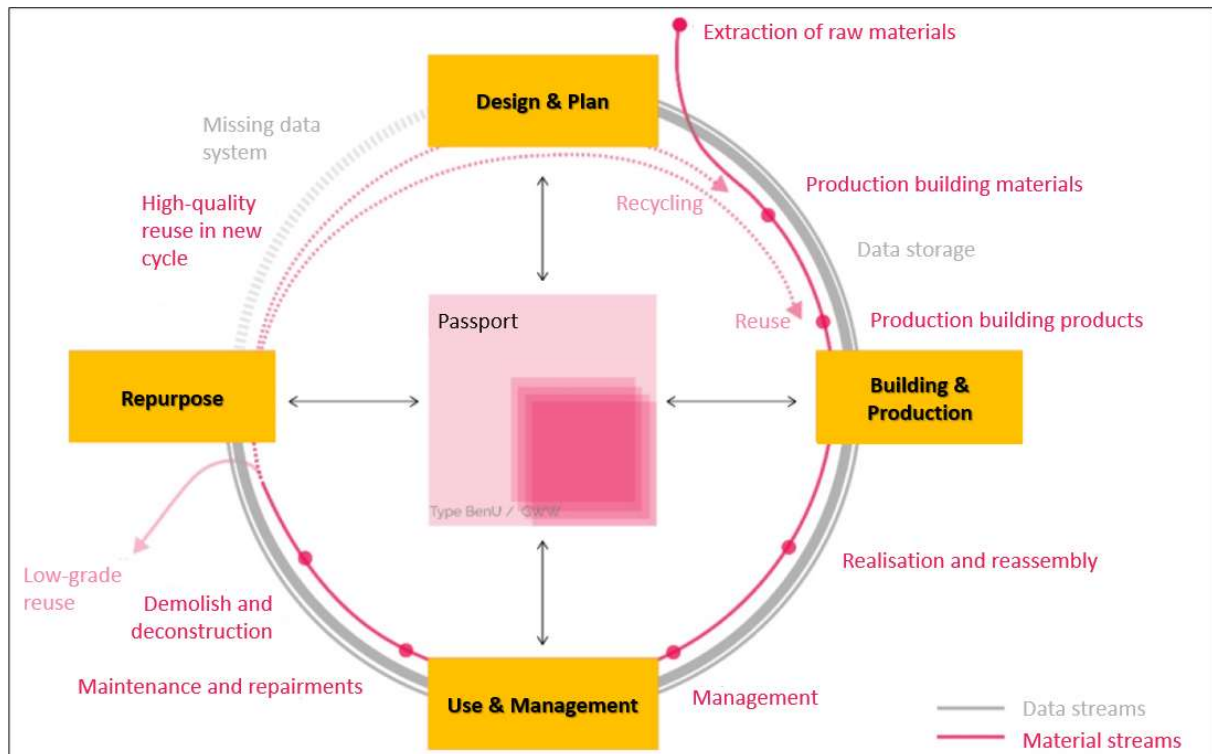 Extraction of raw materials
Design & Plan
Missing data
system
Production building materials
High-quality
reuse in new
cycle
Recycling
Data storage
Passport
Reuse
Production building products
Repurpose
Building &
Production
Type BenU / GWW
Realisation and reassembly
Low-grade
reuse
Demolish and
deconstruction
Maintenance and repairments
Use & Management
Management
Data streams
Material streams